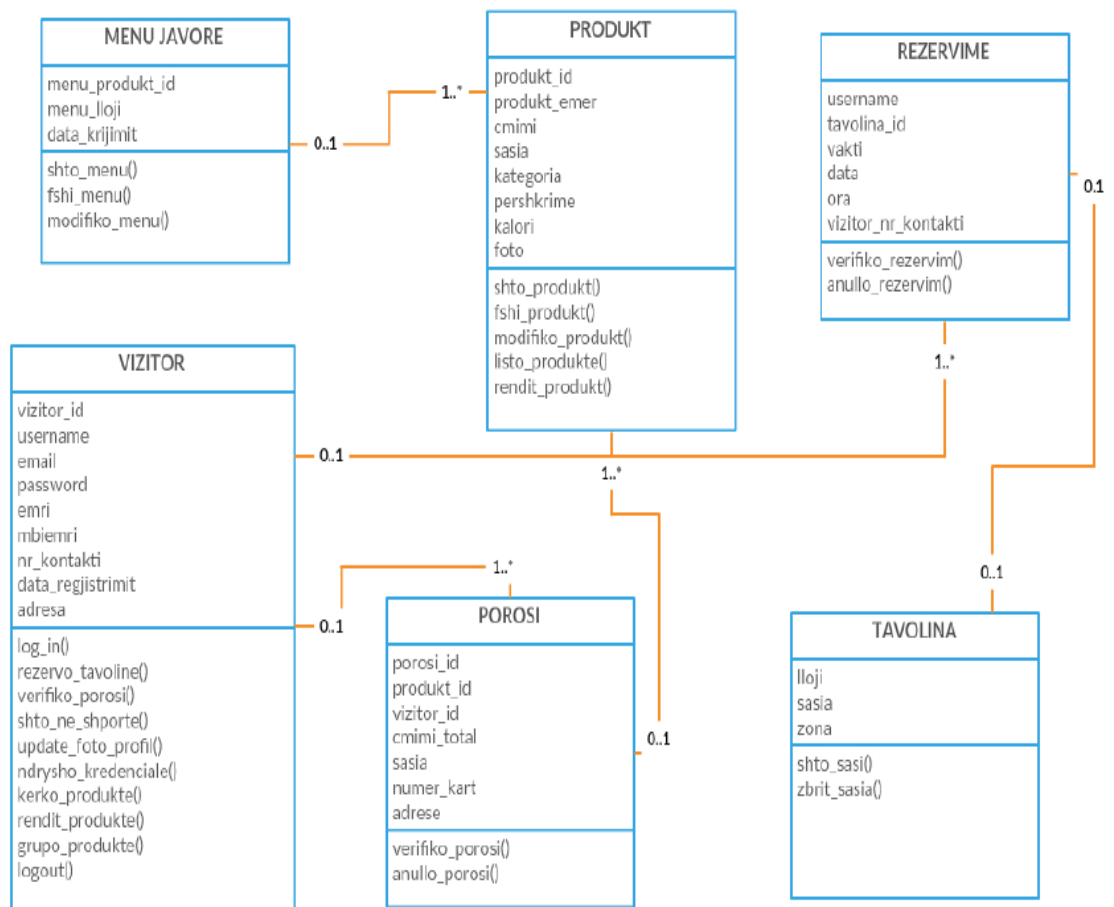 MENU JAVORE
menu_produkt_id
menu_lloji
data_krijimit
shto_menu()
fshi_menu()
modifiko_menu()
0..1
1..*
PRODUKT
produkt_id
produkt_emer
cmimi
sasia
kategoria
pershkrime
kalori
foto
shto_produkt()
fshi_produkt()
modifiko_produkt()
listo_produkte()
rendit_produkt()
REZERVIME
username
tavolina_id
vakti
data
ora
vizitor_nr_kontakti
verifiko_rezervim()
anullo_rezervim()
0.1
1..*
VIZITOR
vizitor_id
username
email
password
emri
mbiemri
nr_kontakti
data_regjistrimit
adresa
log_in()
rezervo_tavoline()
verifiko_porosi()
shto_ne_shporte()
update_foto_profil()
ndrysho_kredenciale()
kerko_produkte()
rendit_produkte()
grupo_produkte()
logout()
0..1
1..*
0..1
1..*
POROSI
porosi_id
produkt_id
vizitor_id
cmimi_total
sasia
numer_kart
adrese
verifiko_porosi()
anullo_porosi()
0..1
0..1
TAVOLINA
lloji
sasia
zona
shto_sasi()
zbrit_sasia()